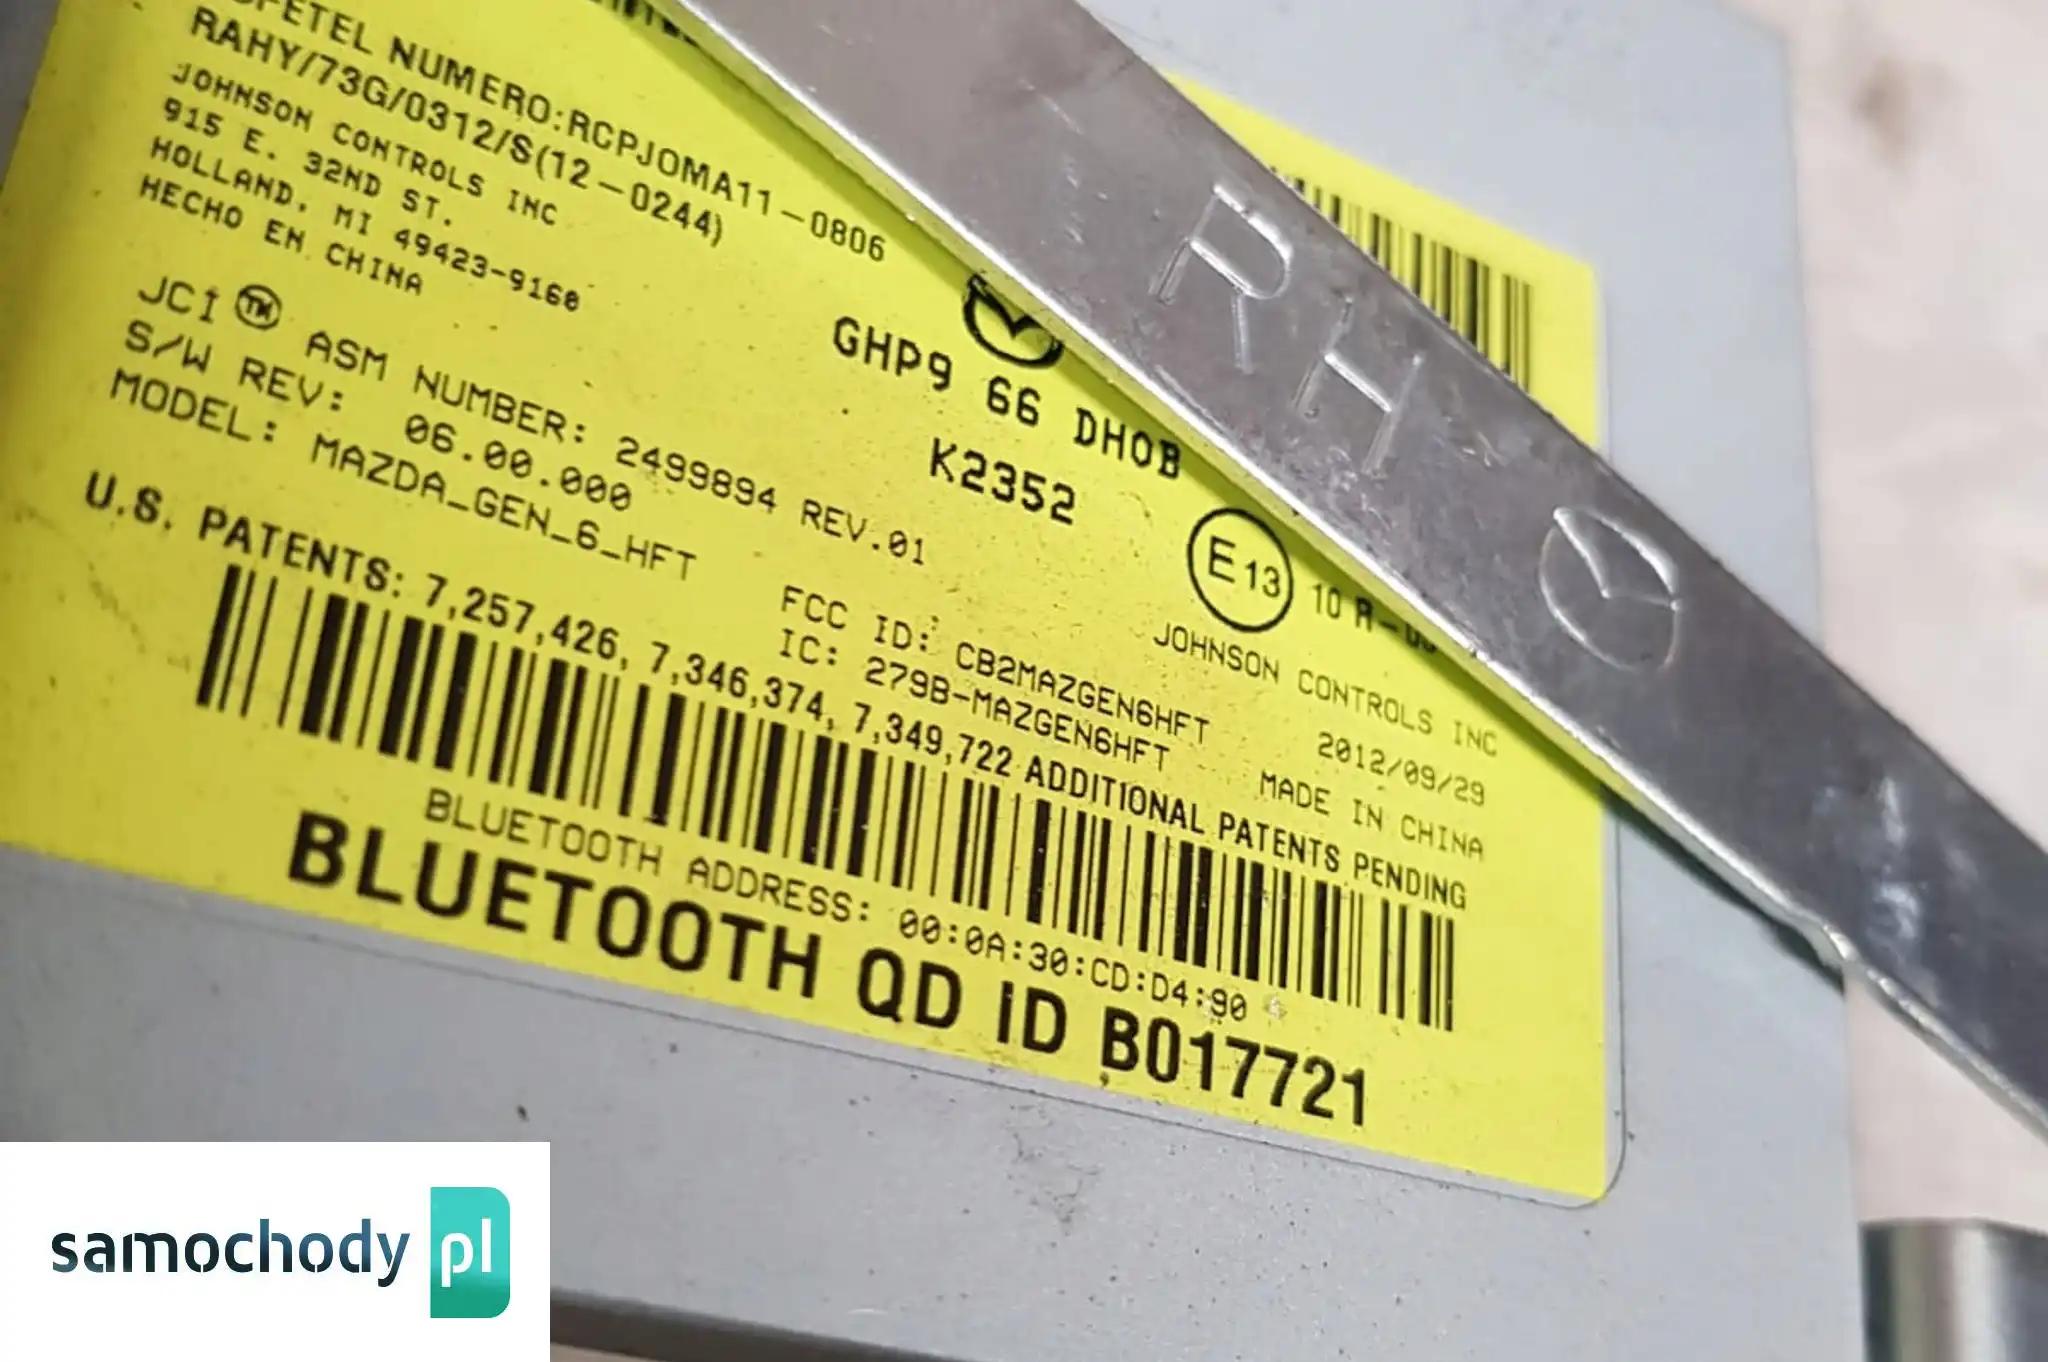 NUMERO:RCPJOMA11-0806
RAHY/73G/0312/S(12-0244)
JOHNSON CONTROLS INC
915 E. 32ND ST.
HOLLAND, MI 49423-9160
HECHO EN CHINA
GHP9 66 DH0B
K2352
JCI TM ASM NUMBER: 2499894 REV.01
S/W REV: 06.00.000
MODEL: MAZDA_GEN_6_HFT
E13
10 R-
FCC ID: CB2MAZGEN6HFT
IC: 279B-MAZGEN6HFT
JOHNSON CONTROLS INC
2012/09/29
MADE IN CHINA
U.S. PATENTS: 7,257,426, 7,346,374, 7,349,722 ADDITIONAL PATENTS PENDING
BLUETOOTH ADDRESS: 00:0A:30:CD:D4:90
BLUETOOTH QD ID B017721
RH
samochody pl